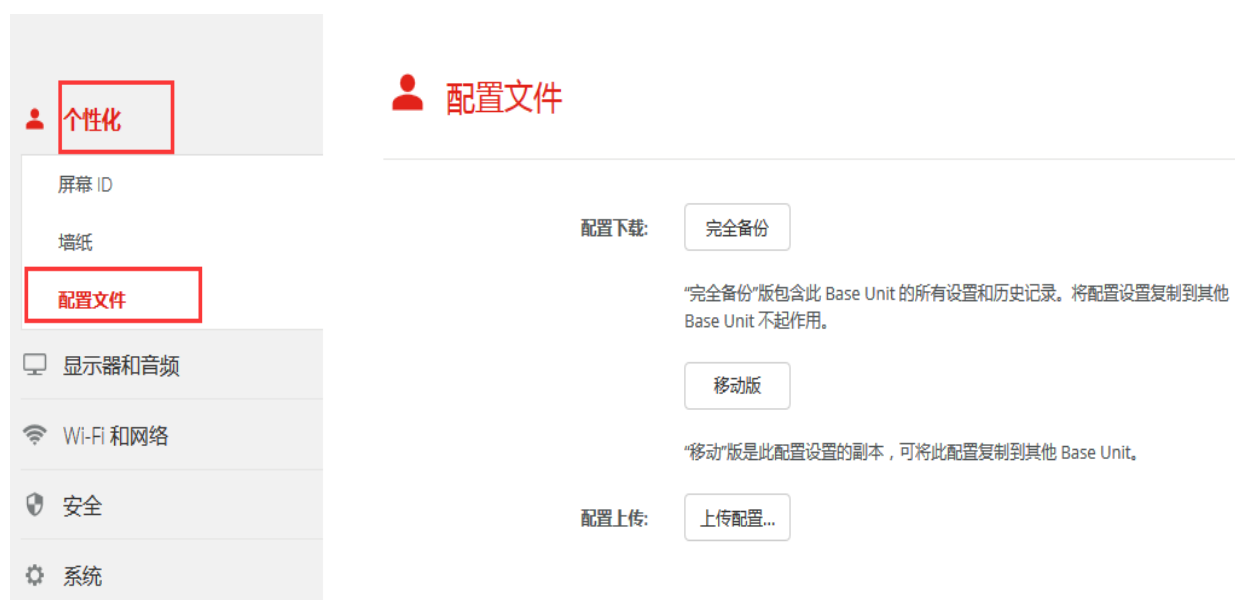 个性化
屏幕 ID
墙纸
配置文件
显示器和音频
Wi-Fi 和网络
安全
系统
配置文件
配置下载:
完全备份
“完全备份”版包含此 Base Unit 的所有设置和历史记录。将配置设置复制到其他
Base Unit 不起作用。
移动版
“移动”版是此配置设置的副本，可将此配置复制到其他 Base Unit。
配置上传:
上传配置...